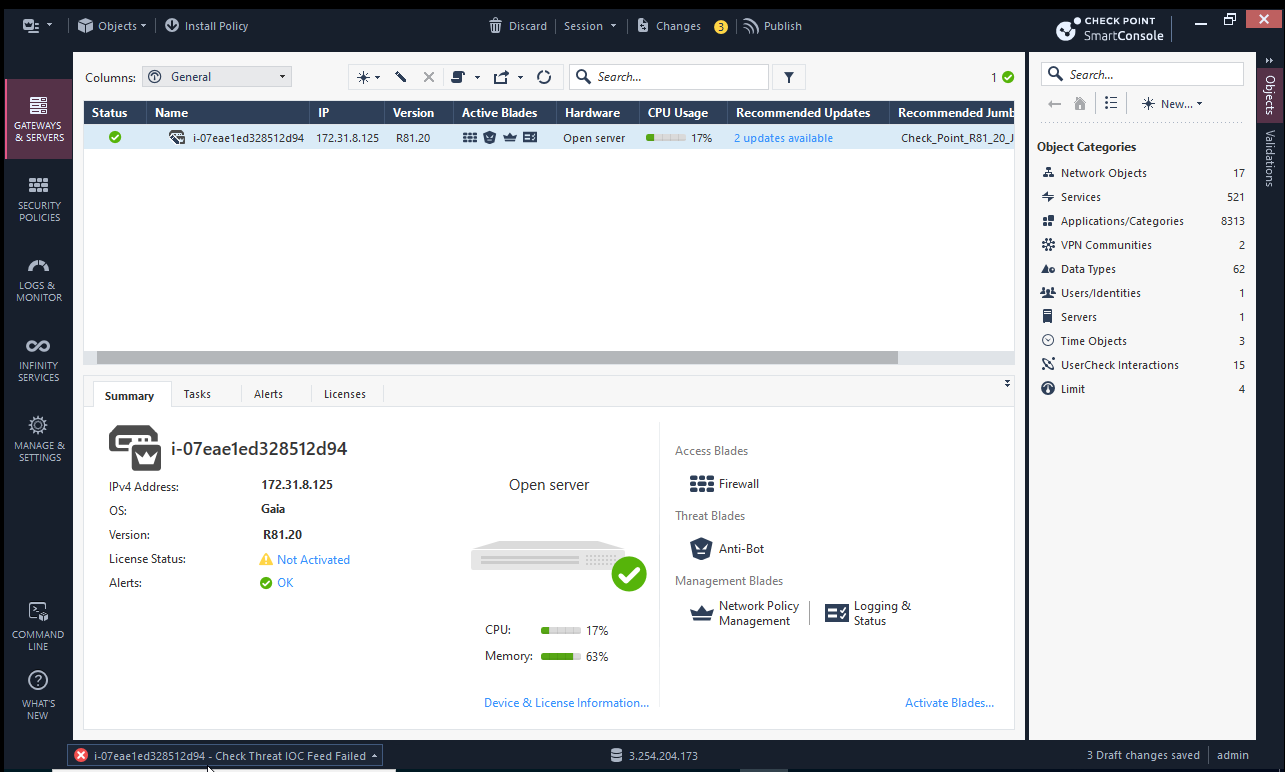 Objects
Install Policy
Discard
Session
Changes
3
Publish
CHECK POINT
SmartConsole
GATEWAYS
& SERVERS
SECURITY
POLICIES
LOGS &
MONITOR
INFINITY
SERVICES
MANAGE &
SETTINGS
COMMAND
LINE
WHAT'S
NEW
Columns: General
Search...
1
Status Name IP Version Active Blades Hardware CPU Usage Recommended Updates Recommended Jumb
i-07eae1ed328512d94 172.31.8.125 R81.20 Open server 17% 2 updates available Check_Point_R81_20_J
Summary Tasks Alerts Licenses
i-07eae1ed328512d94
IPv4 Address: 172.31.8.125
OS: Gaia
Version: R81.20
License Status: Not Activated
Alerts: OK
Open server
CPU: 17%
Memory: 63%
Device & License Information...
Access Blades
Firewall
Threat Blades
Anti-Bot
Management Blades
Network Policy
Management
Logging &
Status
Activate Blades...
Search...
New...
Object Categories
Network Objects 17
Services 521
Applications/Categories 8313
VPN Communities 2
Data Types 62
Users/Identities 1
Servers 1
Time Objects 3
UserCheck Interactions 15
Limit 4
Objects
Validations
i-07eae1ed328512d94 - Check Threat IOC Feed Failed
3.254.204.173
3 Draft changes saved
admin